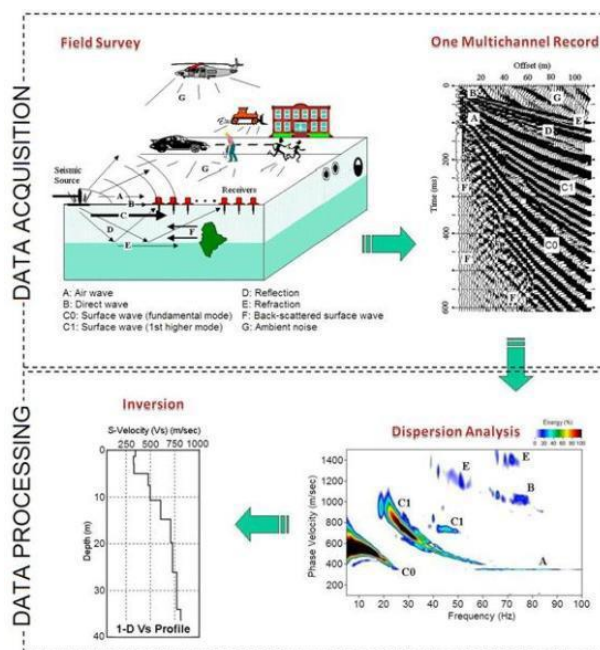 DATA ACQUISITION
Field Survey
G
G
Seismic
Source
Receivers
A
B
C
D
E
F
A: Air wave
B: Direct wave
C0: Surface wave (fundamental mode)
C1: Surface wave (1st higher mode)
D: Reflection
E: Refraction
F: Back-scattered surface wave
G: Ambient noise
One Multichannel Record
Offset (m)
20 40 60 80 100
Time (ms)
0
200
400
600
B
G
A
E
D
F
C1
C0
F
DATA PROCESSING
Inversion
S-Velocity (Vs) (m/sec)
250 500 750 1000
Depth (m)
0
10
20
30
40
1-D Vs Profile
Dispersion Analysis
Energy (%)
0 20 40 60 80 100
Phase Velocity (m/sec)
1400
1200
1000
800
600
400
200
E
E
B
C1
C1
A
C0
10 20 30 40 50 60 70 80 90 100
Frequency (Hz)